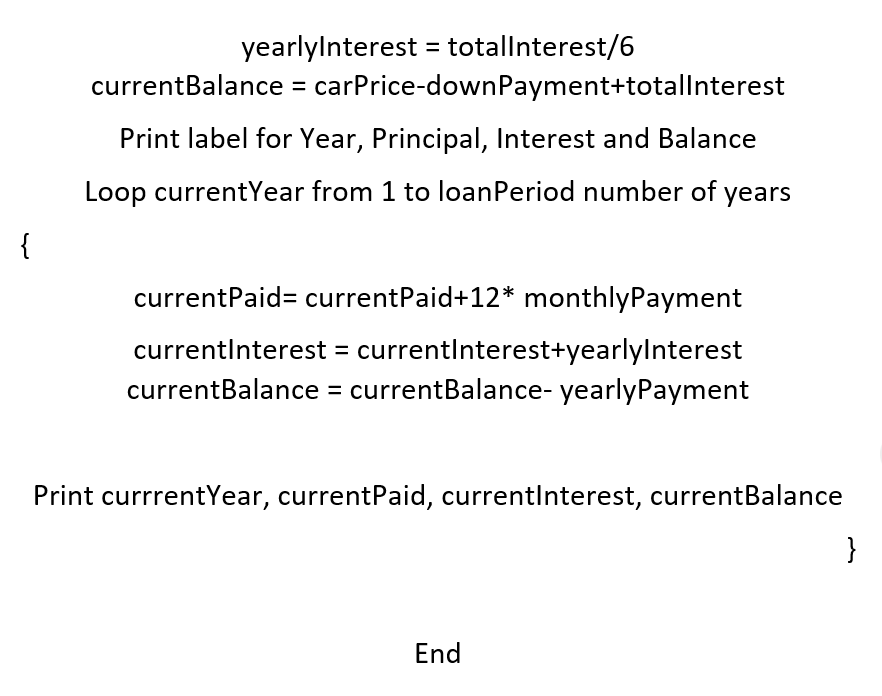 yearlyInterest = totalInterest/6
currentBalance = carPrice-downPayment+totalInterest
Print label for Year, Principal, Interest and Balance
Loop currentYear from 1 to loanPeriod number of years
{
currentPaid= currentPaid+12* monthlyPayment
currentInterest = currentInterest+yearlyInterest
currentBalance = currentBalance- yearlyPayment
Print currrentYear, currentPaid, currentInterest, currentBalance
}
End